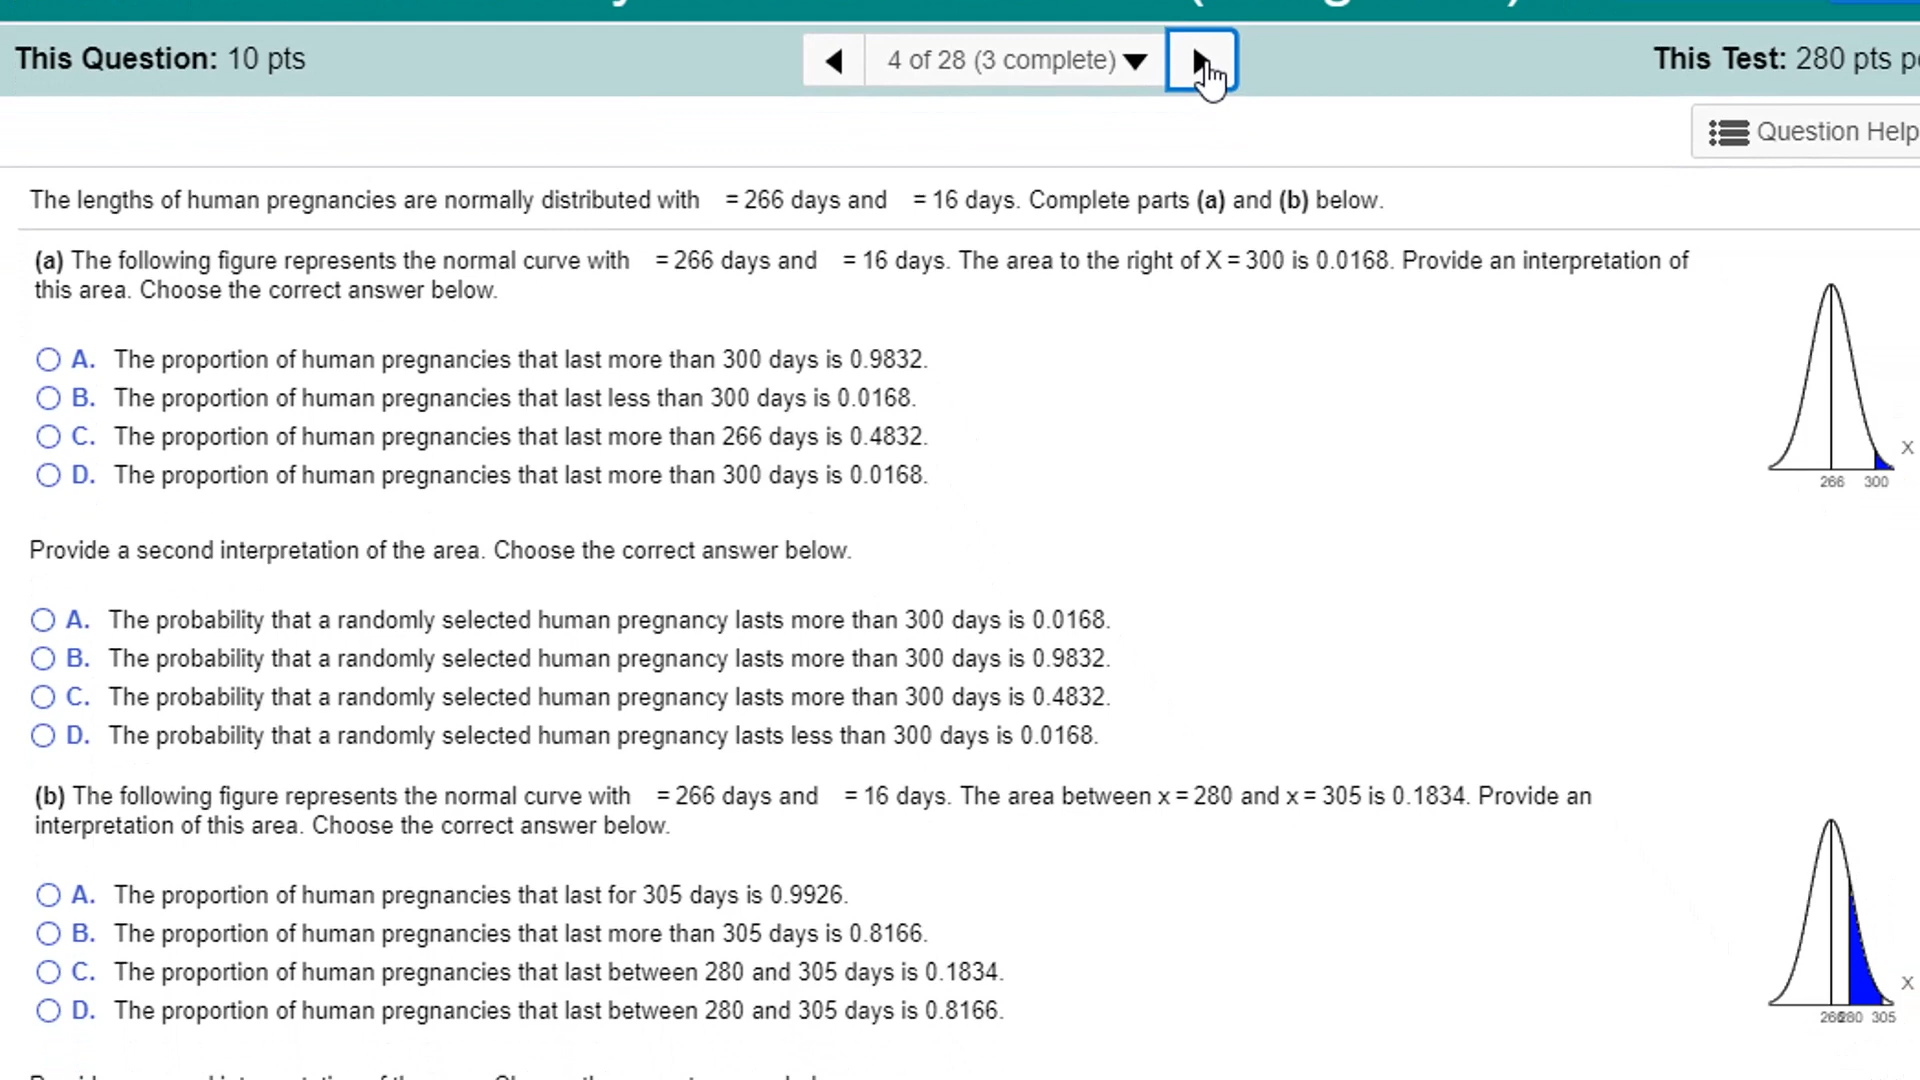 This Question: 10 pts
4 of 28 (3 complete)
This Test: 280 pts
Question Help
The lengths of human pregnancies are normally distributed with = 266 days and = 16 days. Complete parts (a) and (b) below.
(a) The following figure represents the normal curve with = 266 days and = 16 days. The area to the right of X = 300 is 0.0168. Provide an interpretation of
this area. Choose the correct answer below.
A. The proportion of human pregnancies that last more than 300 days is 0.9832.
B. The proportion of human pregnancies that last less than 300 days is 0.0168.
C. The proportion of human pregnancies that last more than 266 days is 0.4832.
D. The proportion of human pregnancies that last more than 300 days is 0.0168.
X
266 300
Provide a second interpretation of the area. Choose the correct answer below.
A. The probability that a randomly selected human pregnancy lasts more than 300 days is 0.0168.
B. The probability that a randomly selected human pregnancy lasts more than 300 days is 0.9832.
C. The probability that a randomly selected human pregnancy lasts more than 300 days is 0.4832.
D. The probability that a randomly selected human pregnancy lasts less than 300 days is 0.0168.
(b) The following figure represents the normal curve with = 266 days and = 16 days. The area between x = 280 and x = 305 is 0.1834. Provide an
interpretation of this area. Choose the correct answer below.
A. The proportion of human pregnancies that last for 305 days is 0.9926.
B. The proportion of human pregnancies that last more than 305 days is 0.8166.
C. The proportion of human pregnancies that last between 280 and 305 days is 0.1834.
D. The proportion of human pregnancies that last between 280 and 305 days is 0.8166.
X
266 280 305